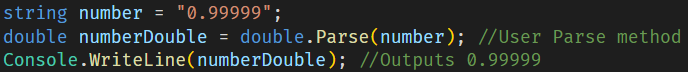 string number = "0.99999";
double numberDouble = double.Parse(number); //User Parse method
Console.WriteLine(numberDouble); //Outputs 0.99999